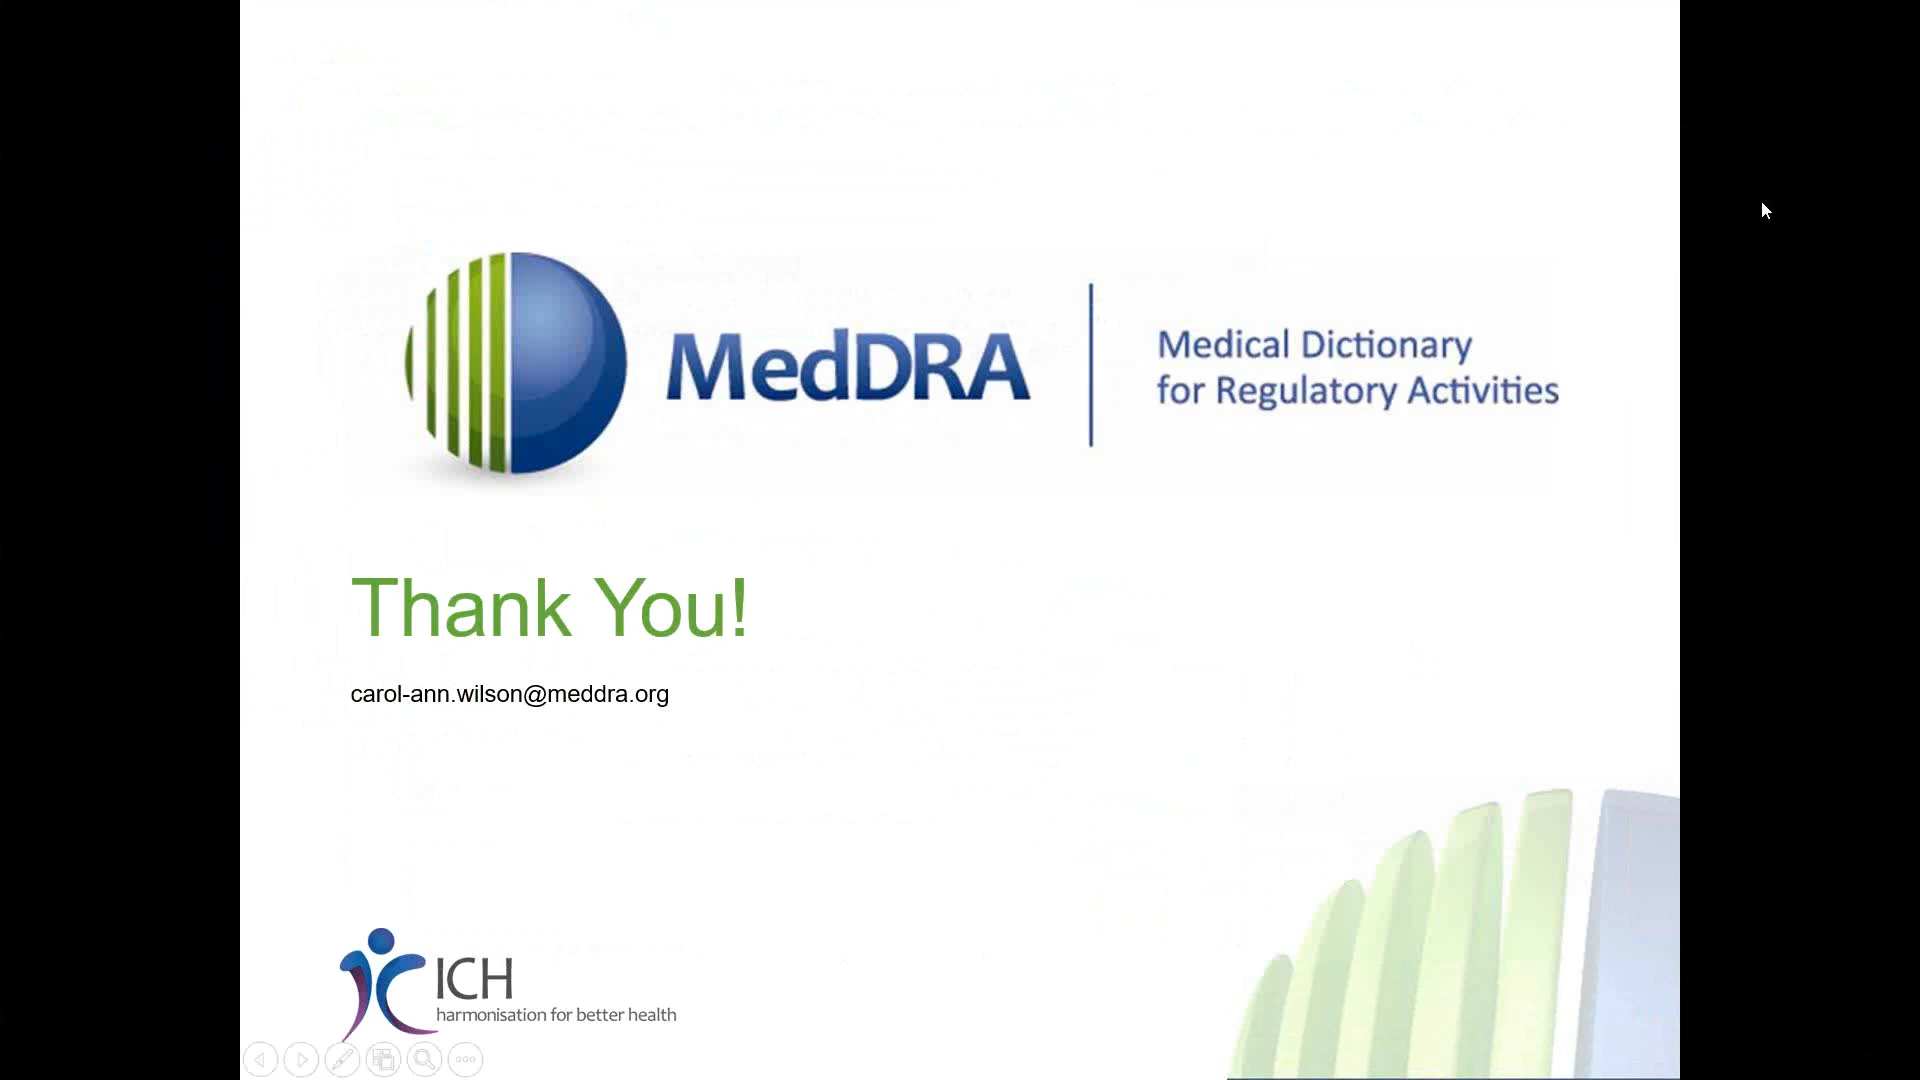 MedDRA
Medical Dictionary
for Regulatory Activities
Thank You!
carol-ann.wilson@meddra.org
ICH
harmonisation for better health